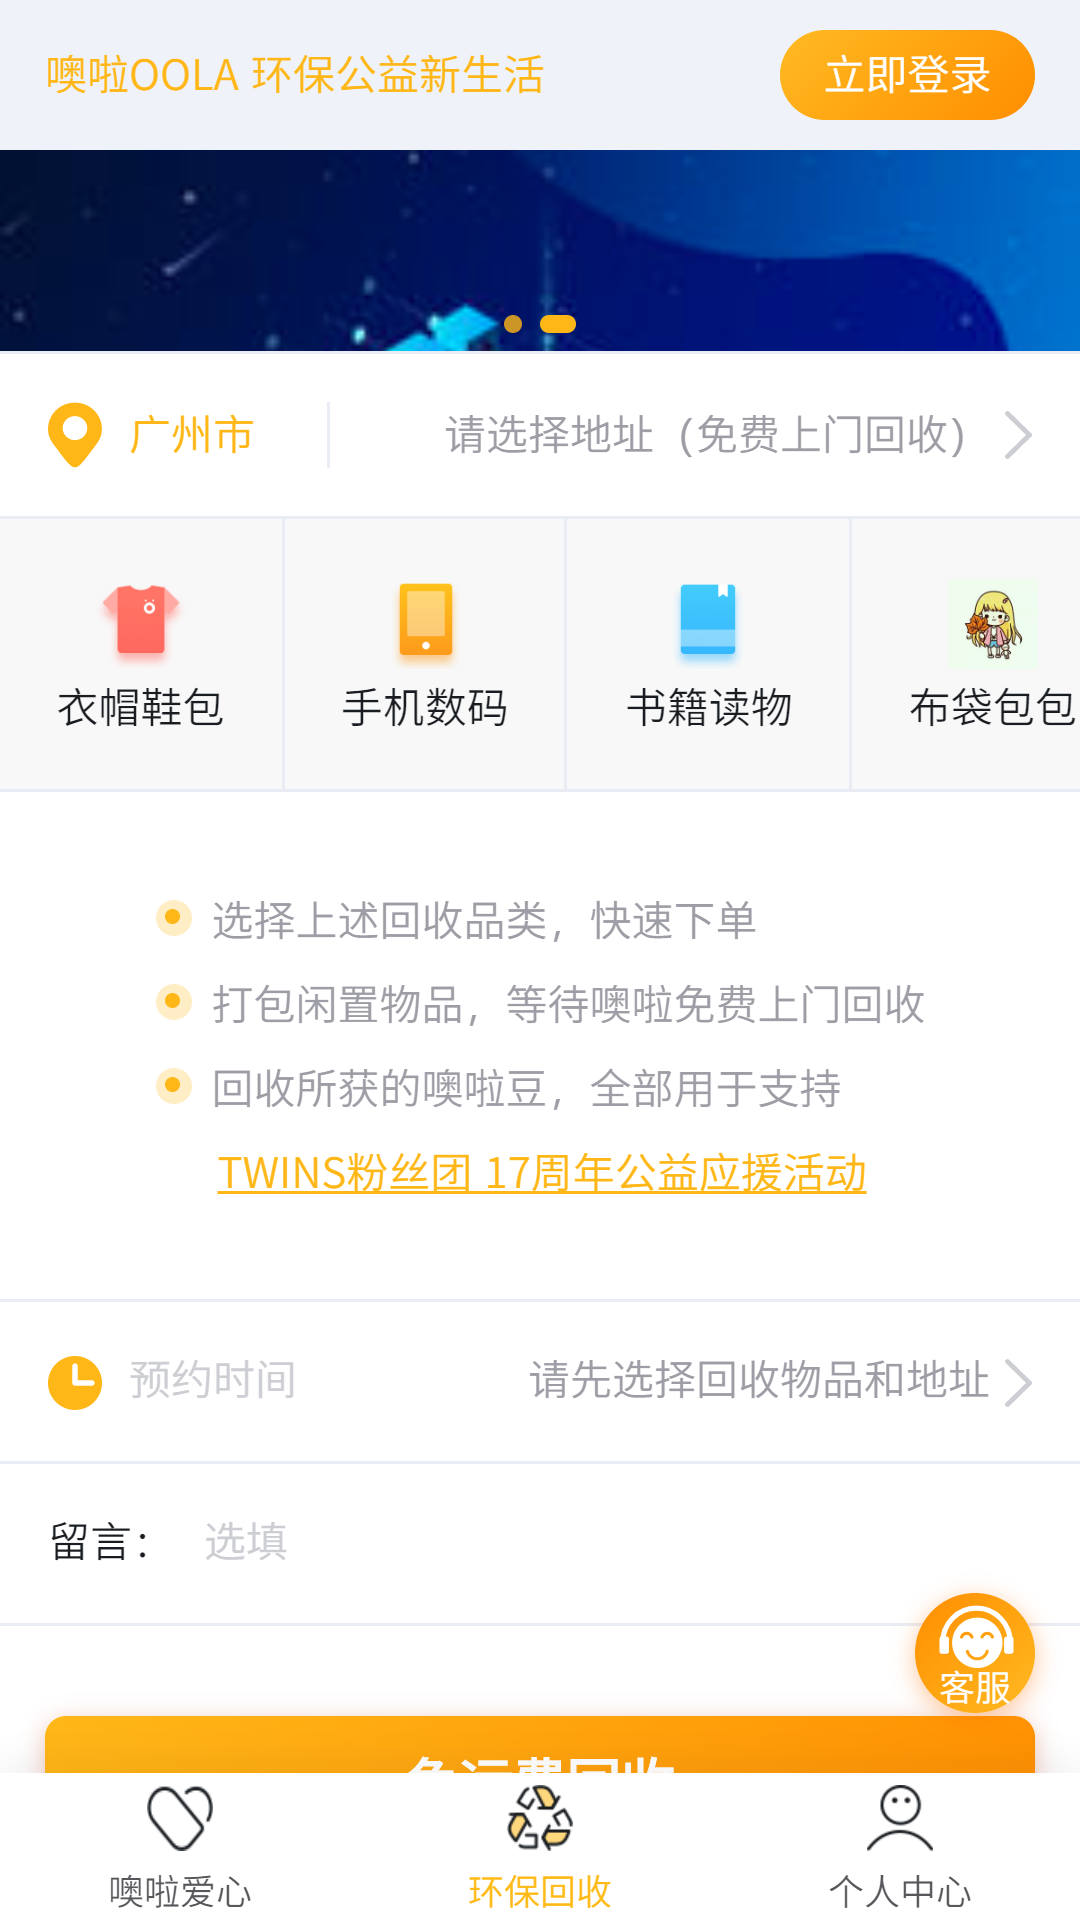 噢啦OOLA 环保公益新生活
立即登录
广州市
请选择地址（免费上门回收）
衣帽鞋包
手机数码
书籍读物
布袋包包
选择上述回收品类，快速下单
打包闲置物品，等待噢啦免费上门回收
回收所获的噢啦豆，全部用于支持
TWINS粉丝团 17周年公益应援活动
预约时间
请先选择回收物品和地址
留言：
选填
客服
免运费回收
噢啦爱心
环保回收
个人中心